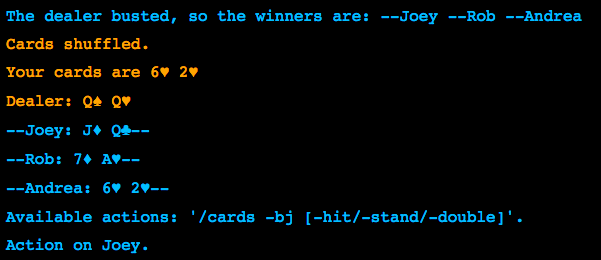 The dealer busted, so the winners are: --Joey --Rob --Andrea
Cards shuffled.
Your cards are 6♥ 2♥
Dealer: Q♠ Q♥
--Joey: J♦ Q♣--
--Rob: 7♦ A♥--
--Andrea: 6♥ 2♥--
Available actions: '/cards -bj [-hit/-stand/-double]'.
Action on Joey.